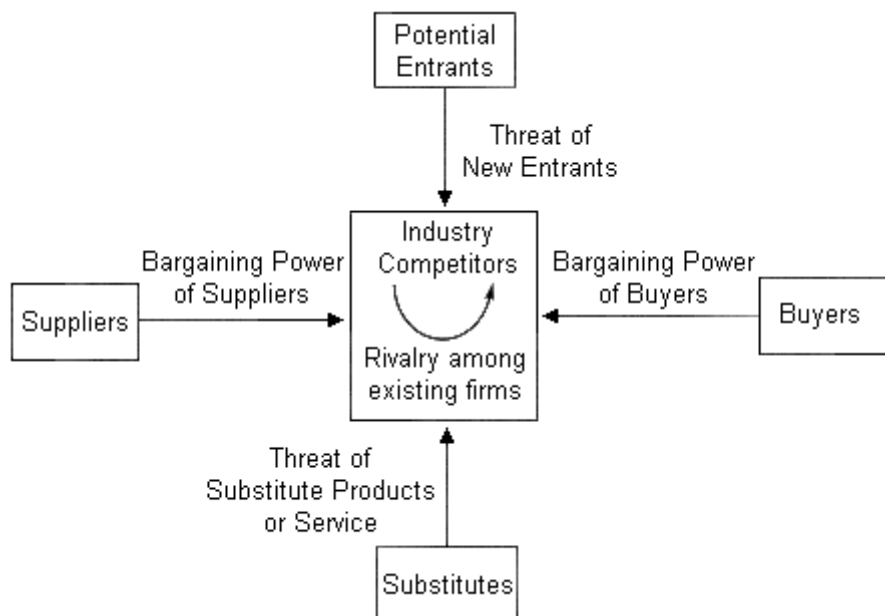 Potential
Entrants
Threat of
New Entrants
Industry
Competitors
Bargaining Power
of Suppliers
Bargaining Power
of Buyers
Suppliers
Buyers
Rivalry among
existing firms
Threat of
Substitute Products
or Service
Substitutes